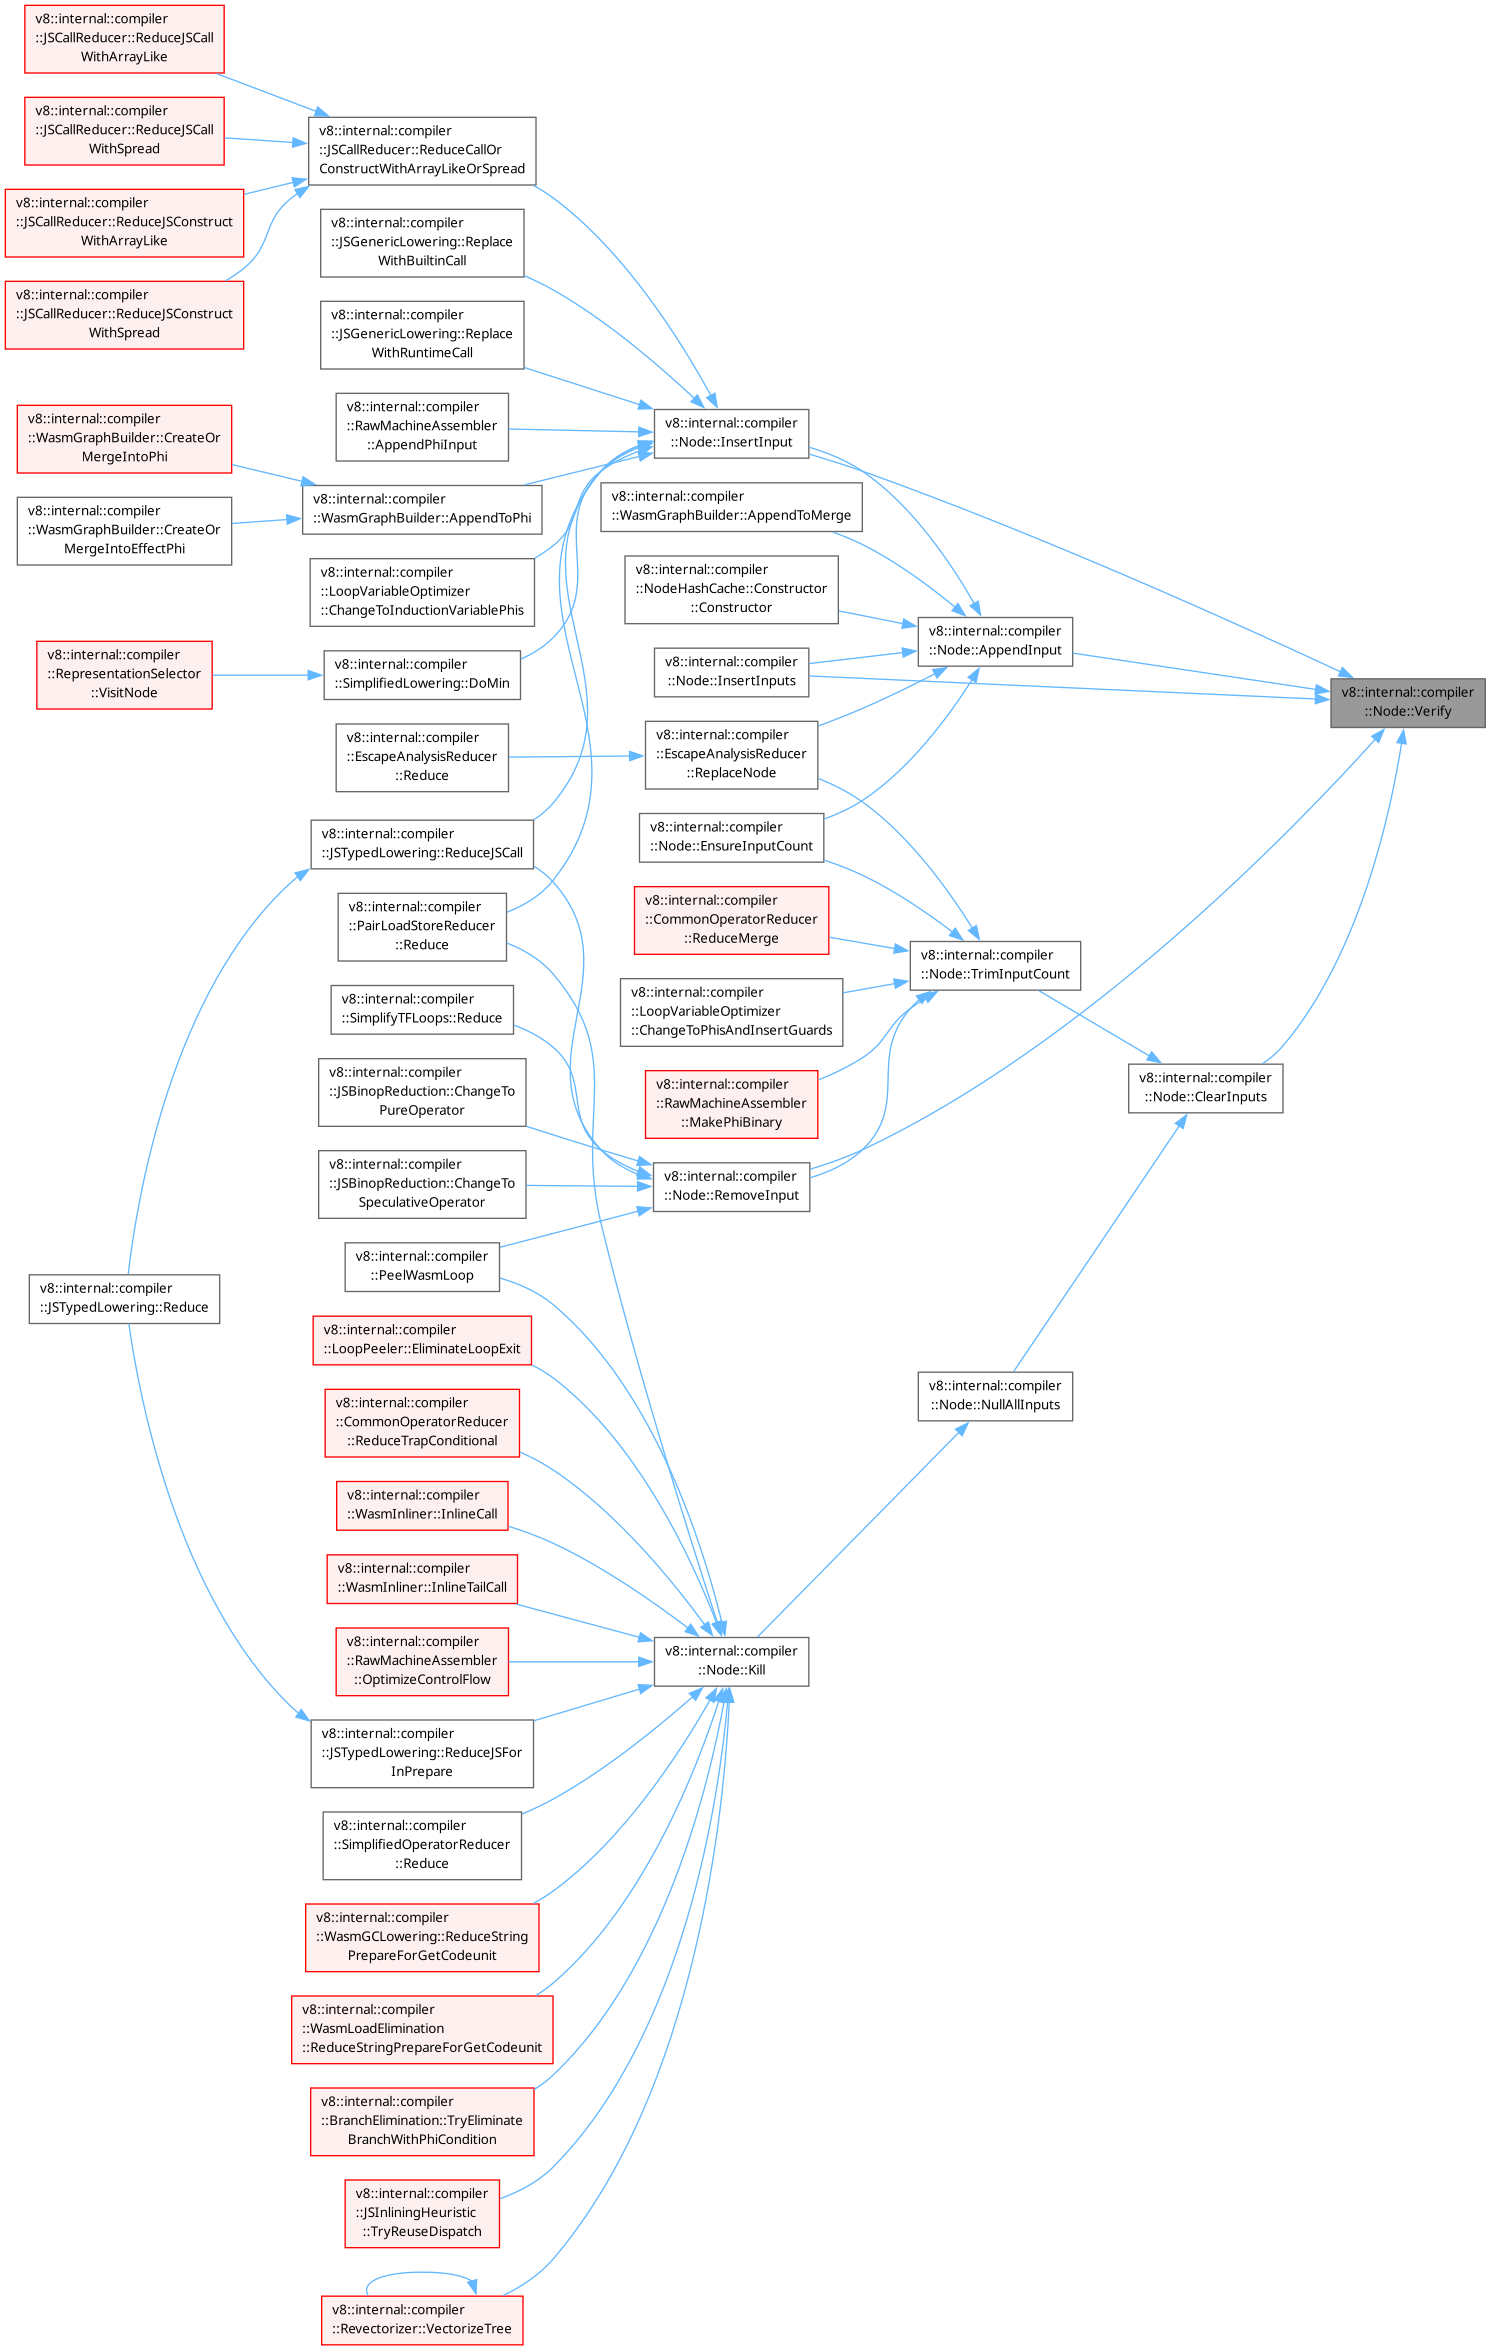 v8::internal::compiler
::JSCallReducer::ReduceJSCall
WithArrayLike
v8::internal::compiler
::JSCallReducer::ReduceJSCall
WithSpread
v8::internal::compiler
::JSCallReducer::ReduceJSConstruct
WithArrayLike
v8::internal::compiler
::JSCallReducer::ReduceJSConstruct
WithSpread
v8::internal::compiler
::WasmGraphBuilder::CreateOr
MergeIntoPhi
v8::internal::compiler
::WasmGraphBuilder::CreateOr
MergeIntoEffectPhi
v8::internal::compiler
::RepresentationSelector
::VisitNode
v8::internal::compiler
::JSTypedLowering::Reduce
v8::internal::compiler
::JSCallReducer::ReduceCallOr
ConstructWithArrayLikeOrSpread
v8::internal::compiler
::JSGenericLowering::Replace
WithBuiltinCall
v8::internal::compiler
::JSGenericLowering::Replace
WithRuntimeCall
v8::internal::compiler
::RawMachineAssembler
::AppendPhiInput
v8::internal::compiler
::WasmGraphBuilder::AppendToPhi
v8::internal::compiler
::LoopVariableOptimizer
::ChangeToInductionVariablePhis
v8::internal::compiler
::SimplifiedLowering::DoMin
v8::internal::compiler
::EscapeAnalysisReducer
::Reduce
v8::internal::compiler
::JSTypedLowering::ReduceJSCall
v8::internal::compiler
::PairLoadStoreReducer
::Reduce
v8::internal::compiler
::SimplifyTFLoops::Reduce
v8::internal::compiler
::JSBinopReduction::ChangeTo
PureOperator
v8::internal::compiler
::JSBinopReduction::ChangeTo
SpeculativeOperator
v8::internal::compiler
::PeelWasmLoop
v8::internal::compiler
::LoopPeeler::EliminateLoopExit
v8::internal::compiler
::CommonOperatorReducer
::ReduceTrapConditional
v8::internal::compiler
::WasmInliner::InlineCall
v8::internal::compiler
::WasmInliner::InlineTailCall
v8::internal::compiler
::RawMachineAssembler
::OptimizeControlFlow
v8::internal::compiler
::JSTypedLowering::ReduceJSFor
InPrepare
v8::internal::compiler
::SimplifiedOperatorReducer
::Reduce
v8::internal::compiler
::WasmGCLowering::ReduceString
PrepareForGetCodeunit
v8::internal::compiler
::WasmLoadElimination
::ReduceStringPrepareForGetCodeunit
v8::internal::compiler
::BranchElimination::TryEliminate
BranchWithPhiCondition
v8::internal::compiler
::JSInliningHeuristic
::TryReuseDispatch
v8::internal::compiler
::Revectorizer::VectorizeTree
v8::internal::compiler
::Node::InsertInput
v8::internal::compiler
::WasmGraphBuilder::AppendToMerge
v8::internal::compiler
::NodeHashCache::Constructor
::Constructor
v8::internal::compiler
::Node::InsertInputs
v8::internal::compiler
::EscapeAnalysisReducer
::ReplaceNode
v8::internal::compiler
::Node::EnsureInputCount
v8::internal::compiler
::CommonOperatorReducer
::ReduceMerge
v8::internal::compiler
::LoopVariableOptimizer
::ChangeToPhisAndInsertGuards
v8::internal::compiler
::RawMachineAssembler
::MakePhiBinary
v8::internal::compiler
::Node::RemoveInput
v8::internal::compiler
::Node::Kill
v8::internal::compiler
::Node::AppendInput
v8::internal::compiler
::Node::TrimInputCount
v8::internal::compiler
::Node::NullAllInputs
v8::internal::compiler
::Node::ClearInputs
v8::internal::compiler
::Node::Verify